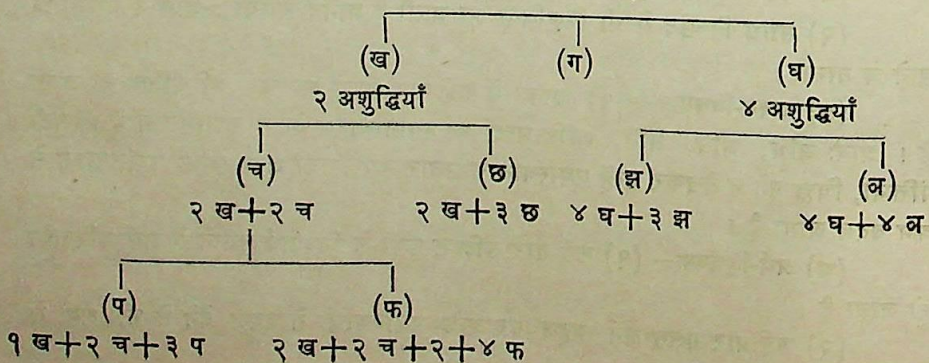 (ख) (ग) (घ)
२ अशुद्धियाँ ४ अशुद्धियाँ
(च) (छ) (झ) (ञ)
२ ख+२ च २ ख+३ छ ४ घ+३ झ ४ घ+४ ञ
(प) (फ)
१ ख+२ च+३ प २ ख+२ च+२+४ फ